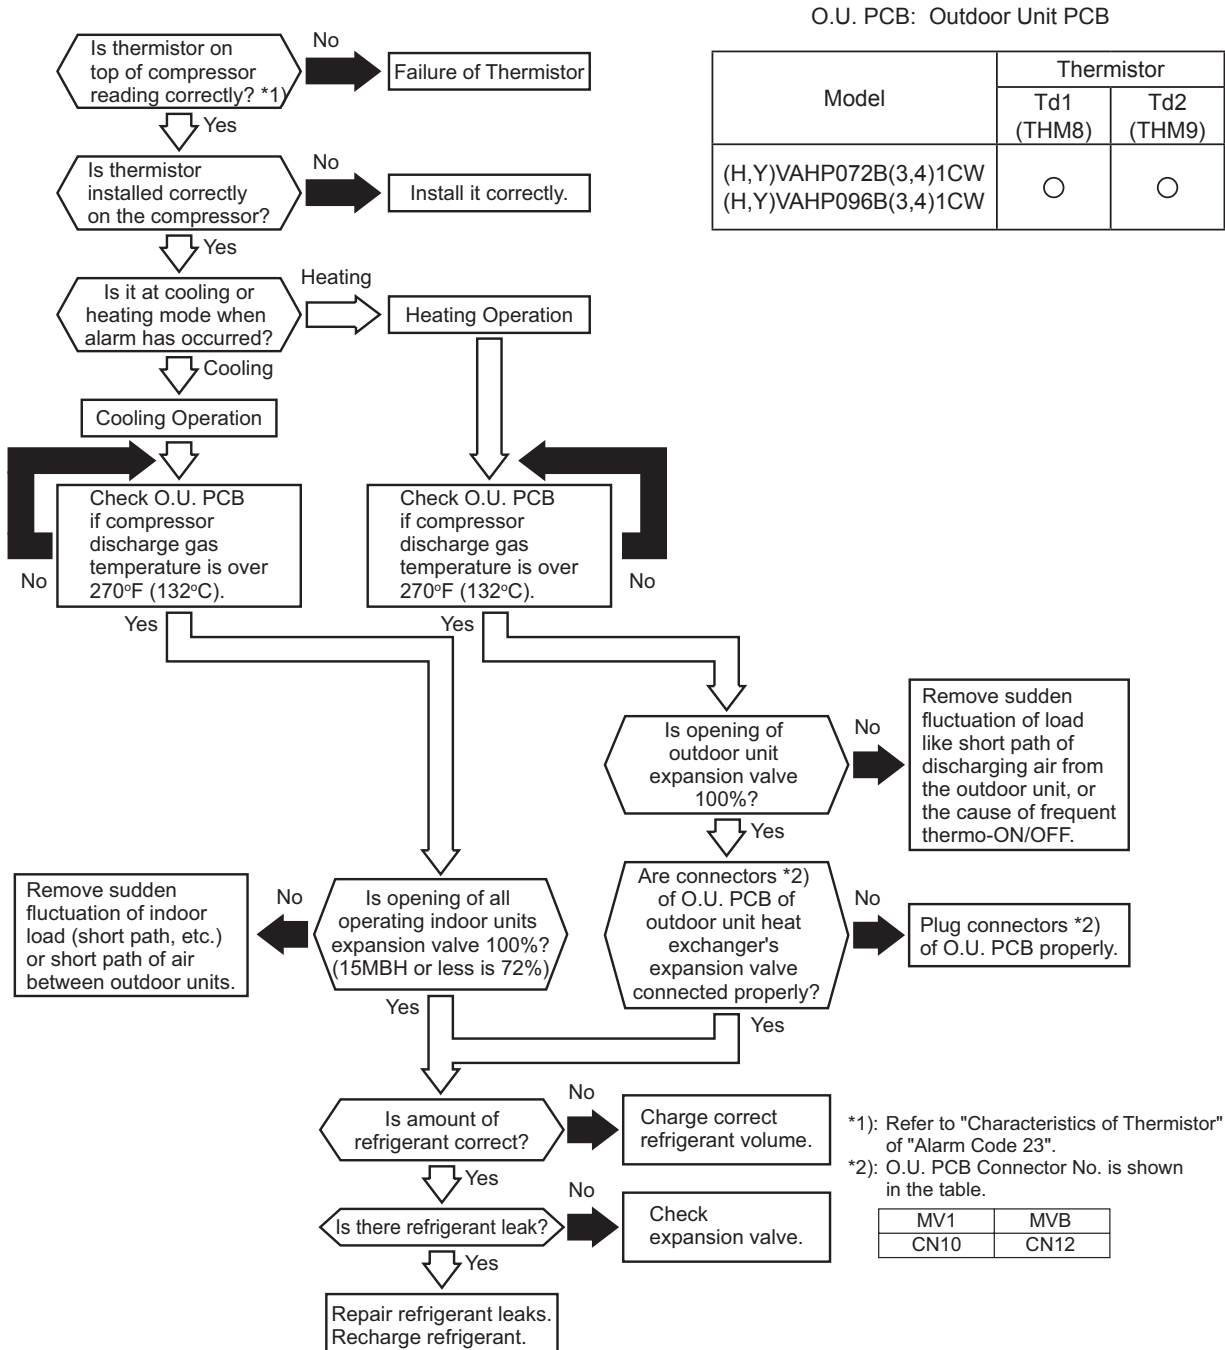 O.U. PCB: Outdoor Unit PCB
Model
Thermistor
Td1
(THM8)
Td2
(THM9)
(H,Y)VAHP072B(3,4)1CW
(H,Y)VAHP096B(3,4)1CW
○
○
Is thermistor on
top of compressor
reading correctly? *1)
No
Failure of Thermistor
Yes
Is thermistor
installed correctly
on the compressor?
No
Install it correctly.
Yes
Is it at cooling or
heating mode when
alarm has occurred?
Heating
Heating Operation
Cooling
Cooling Operation
Check O.U. PCB
if compressor
discharge gas
temperature is over
270°F (132°C).
No
Yes
Check O.U. PCB
if compressor
discharge gas
temperature is over
270°F (132°C).
No
Yes
Is opening of
outdoor unit
expansion valve
100%?
No
Remove sudden
fluctuation of load
like short path of
discharging air from
the outdoor unit, or
the cause of frequent
thermo-ON/OFF.
Yes
Are connectors *2)
of O.U. PCB of
outdoor unit heat
exchanger's
expansion valve
connected properly?
No
Plug connectors *2)
of O.U. PCB properly.
Yes
Is opening of all
operating indoor units
expansion valve 100%?
(15MBH or less is 72%)
No
Remove sudden
fluctuation of indoor
load (short path, etc.)
or short path of air
between outdoor units.
Yes
Is amount of
refrigerant correct?
No
Charge correct
refrigerant volume.
Yes
Is there refrigerant leak?
No
Check
expansion valve.
Yes
Repair refrigerant leaks.
Recharge refrigerant.
*1): Refer to "Characteristics of Thermistor"
of "Alarm Code 23".
*2): O.U. PCB Connector No. is shown
in the table.
MV1 MVB
CN10 CN12